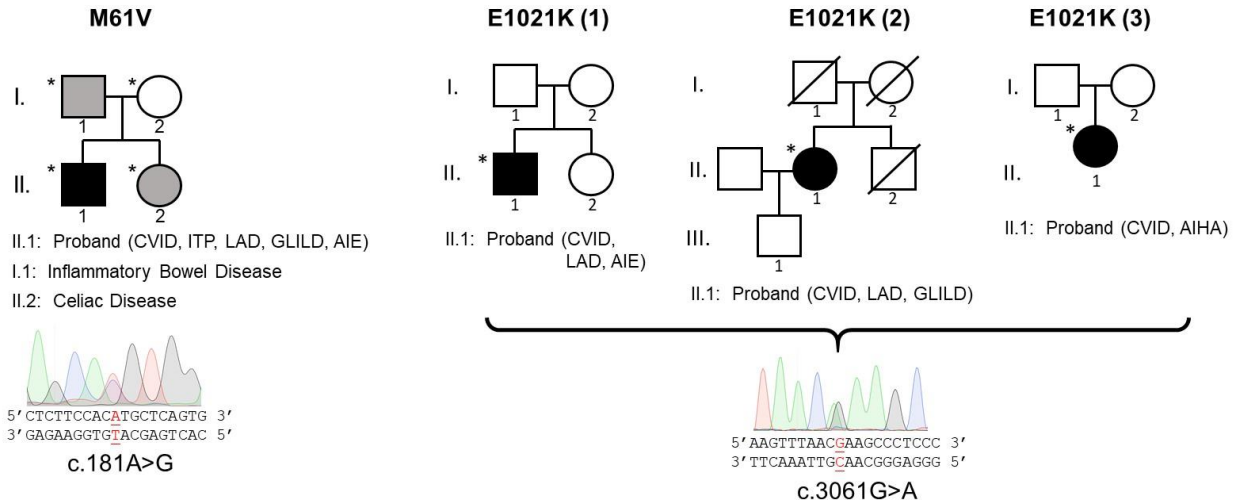 M61V
* *
I.
1 2
* *
II.
1 2
II.1: Proband (CVID, ITP, LAD, GLILD, AIE)
I.1: Inflammatory Bowel Disease
II.2: Celiac Disease
5'CTCTTCCACATGCTCAGTG 3'
3'GAGAAGGTGTACGAGTCAC 5'
c.181A>G
E1021K (1)
I.
1 2
*
II.
1 2
II.1: Proband (CVID,
LAD, AIE)
E1021K (2)
I.
1 2
*
II.
1 2
III.
1
II.1: Proband (CVID, LAD, GLILD)
E1021K (3)
I.
1 2
*
II.
1
II.1: Proband (CVID, AIHA)
5'AAGTTTAACGAAGCCCTCCC 3'
3'TTCAAATTGCAACGGGAGGG 5'
c.3061G>A